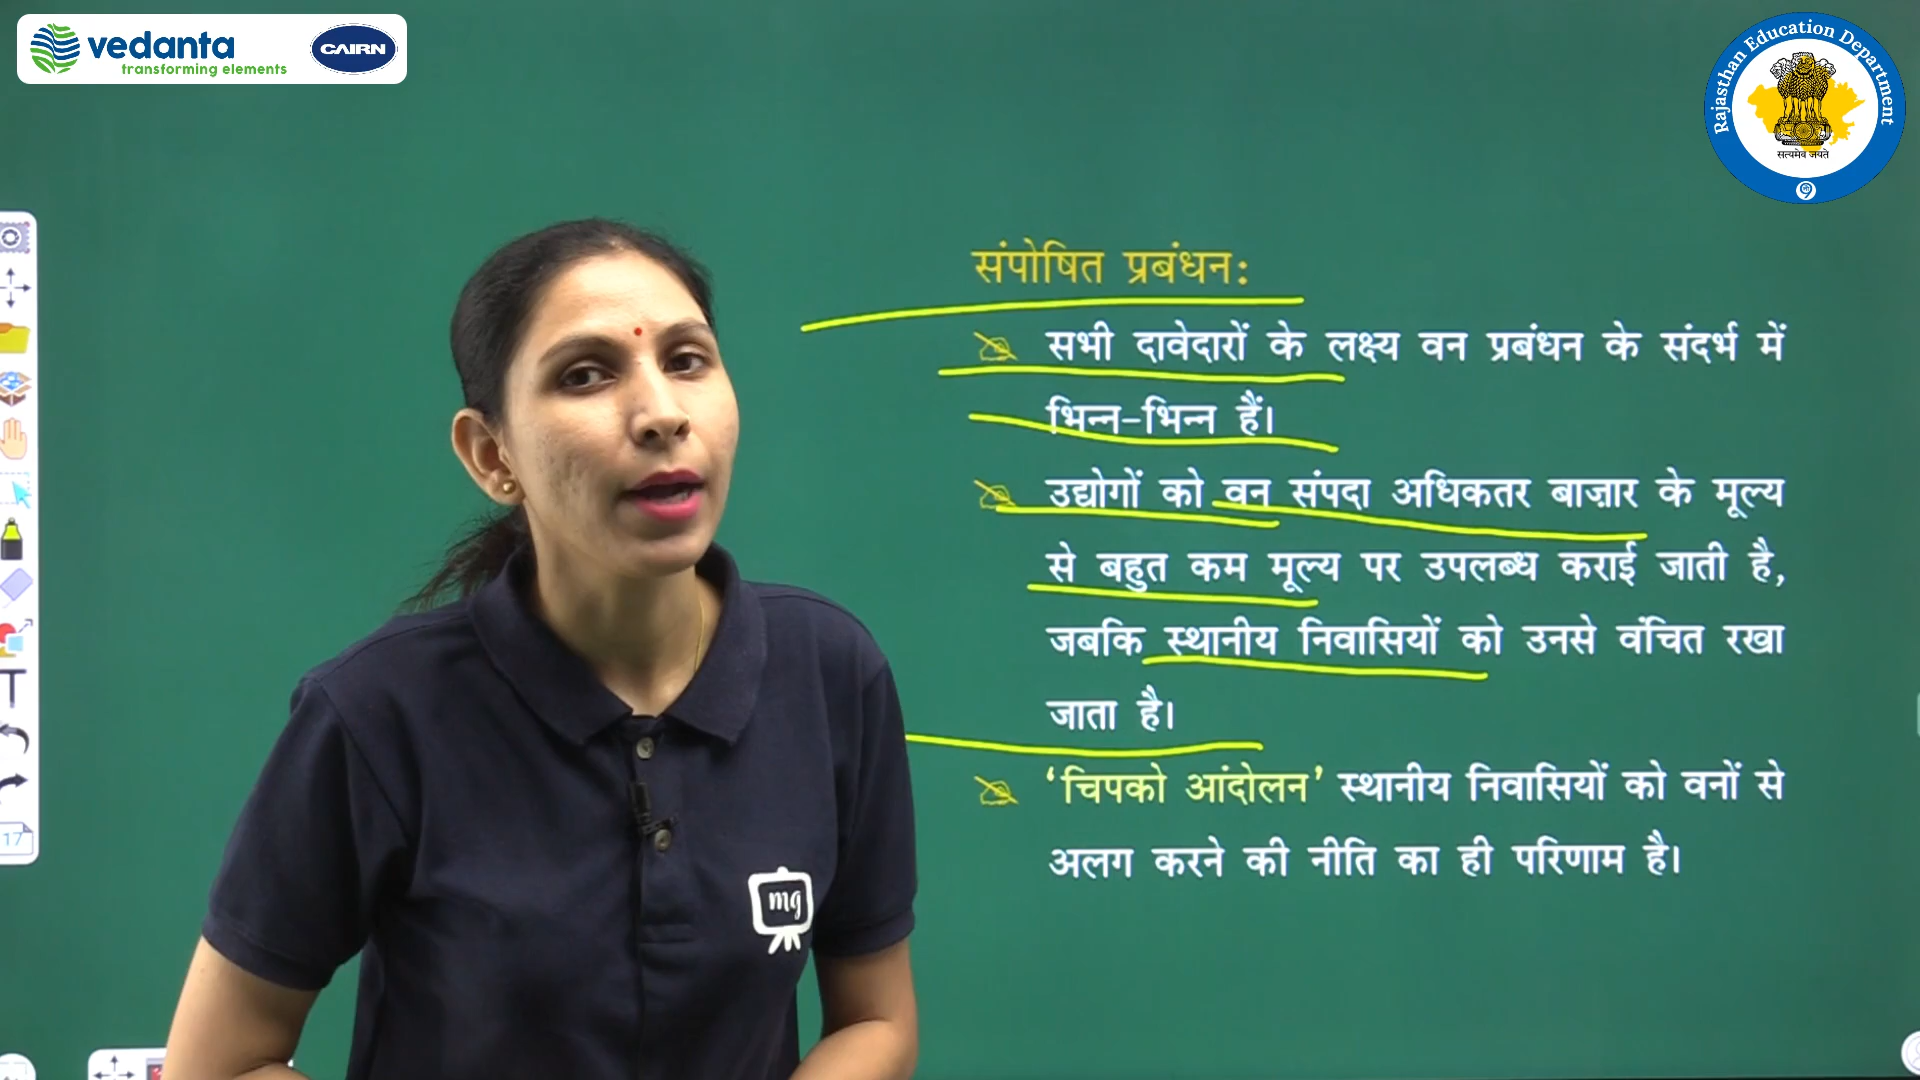 vedanta
transforming elements
CAIRN
Rajasthan Education Department
सत्यमेव जयते
संपोषित प्रबंधन:
सभी दावेदारों के लक्ष्य वन प्रबंधन के संदर्भ में
भिन्न-भिन्न हैं।
उद्योगों को वन संपदा अधिकतर बाज़ार के मूल्य
से बहुत कम मूल्य पर उपलब्ध कराई जाती है,
जबकि स्थानीय निवासियों को उनसे वंचित रखा
जाता है।
'चिपको आंदोलन' स्थानीय निवासियों को वनों से
अलग करने की नीति का ही परिणाम है।
mg
T
17